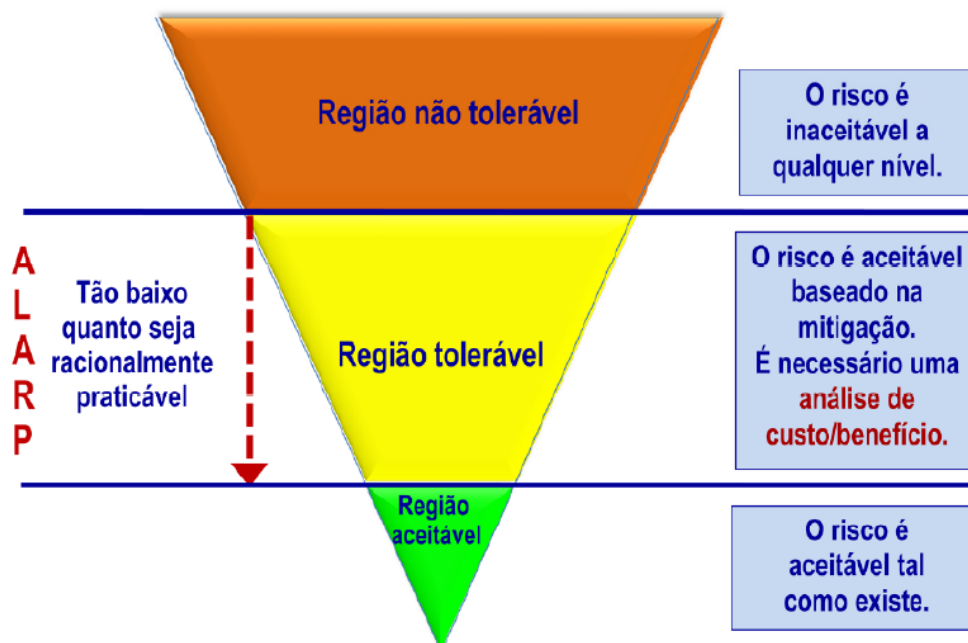 Região não tolerável
O risco é
inaceitável a
qualquer nível.
A
L
A
R
P
Tão baixo
quanto seja
racionalmente
praticável
Região tolerável
O risco é aceitável
baseado na
mitigação.
É necessário uma
análise de
custo/benefício.
Região
aceitável
O risco é
aceitável tal
como existe.